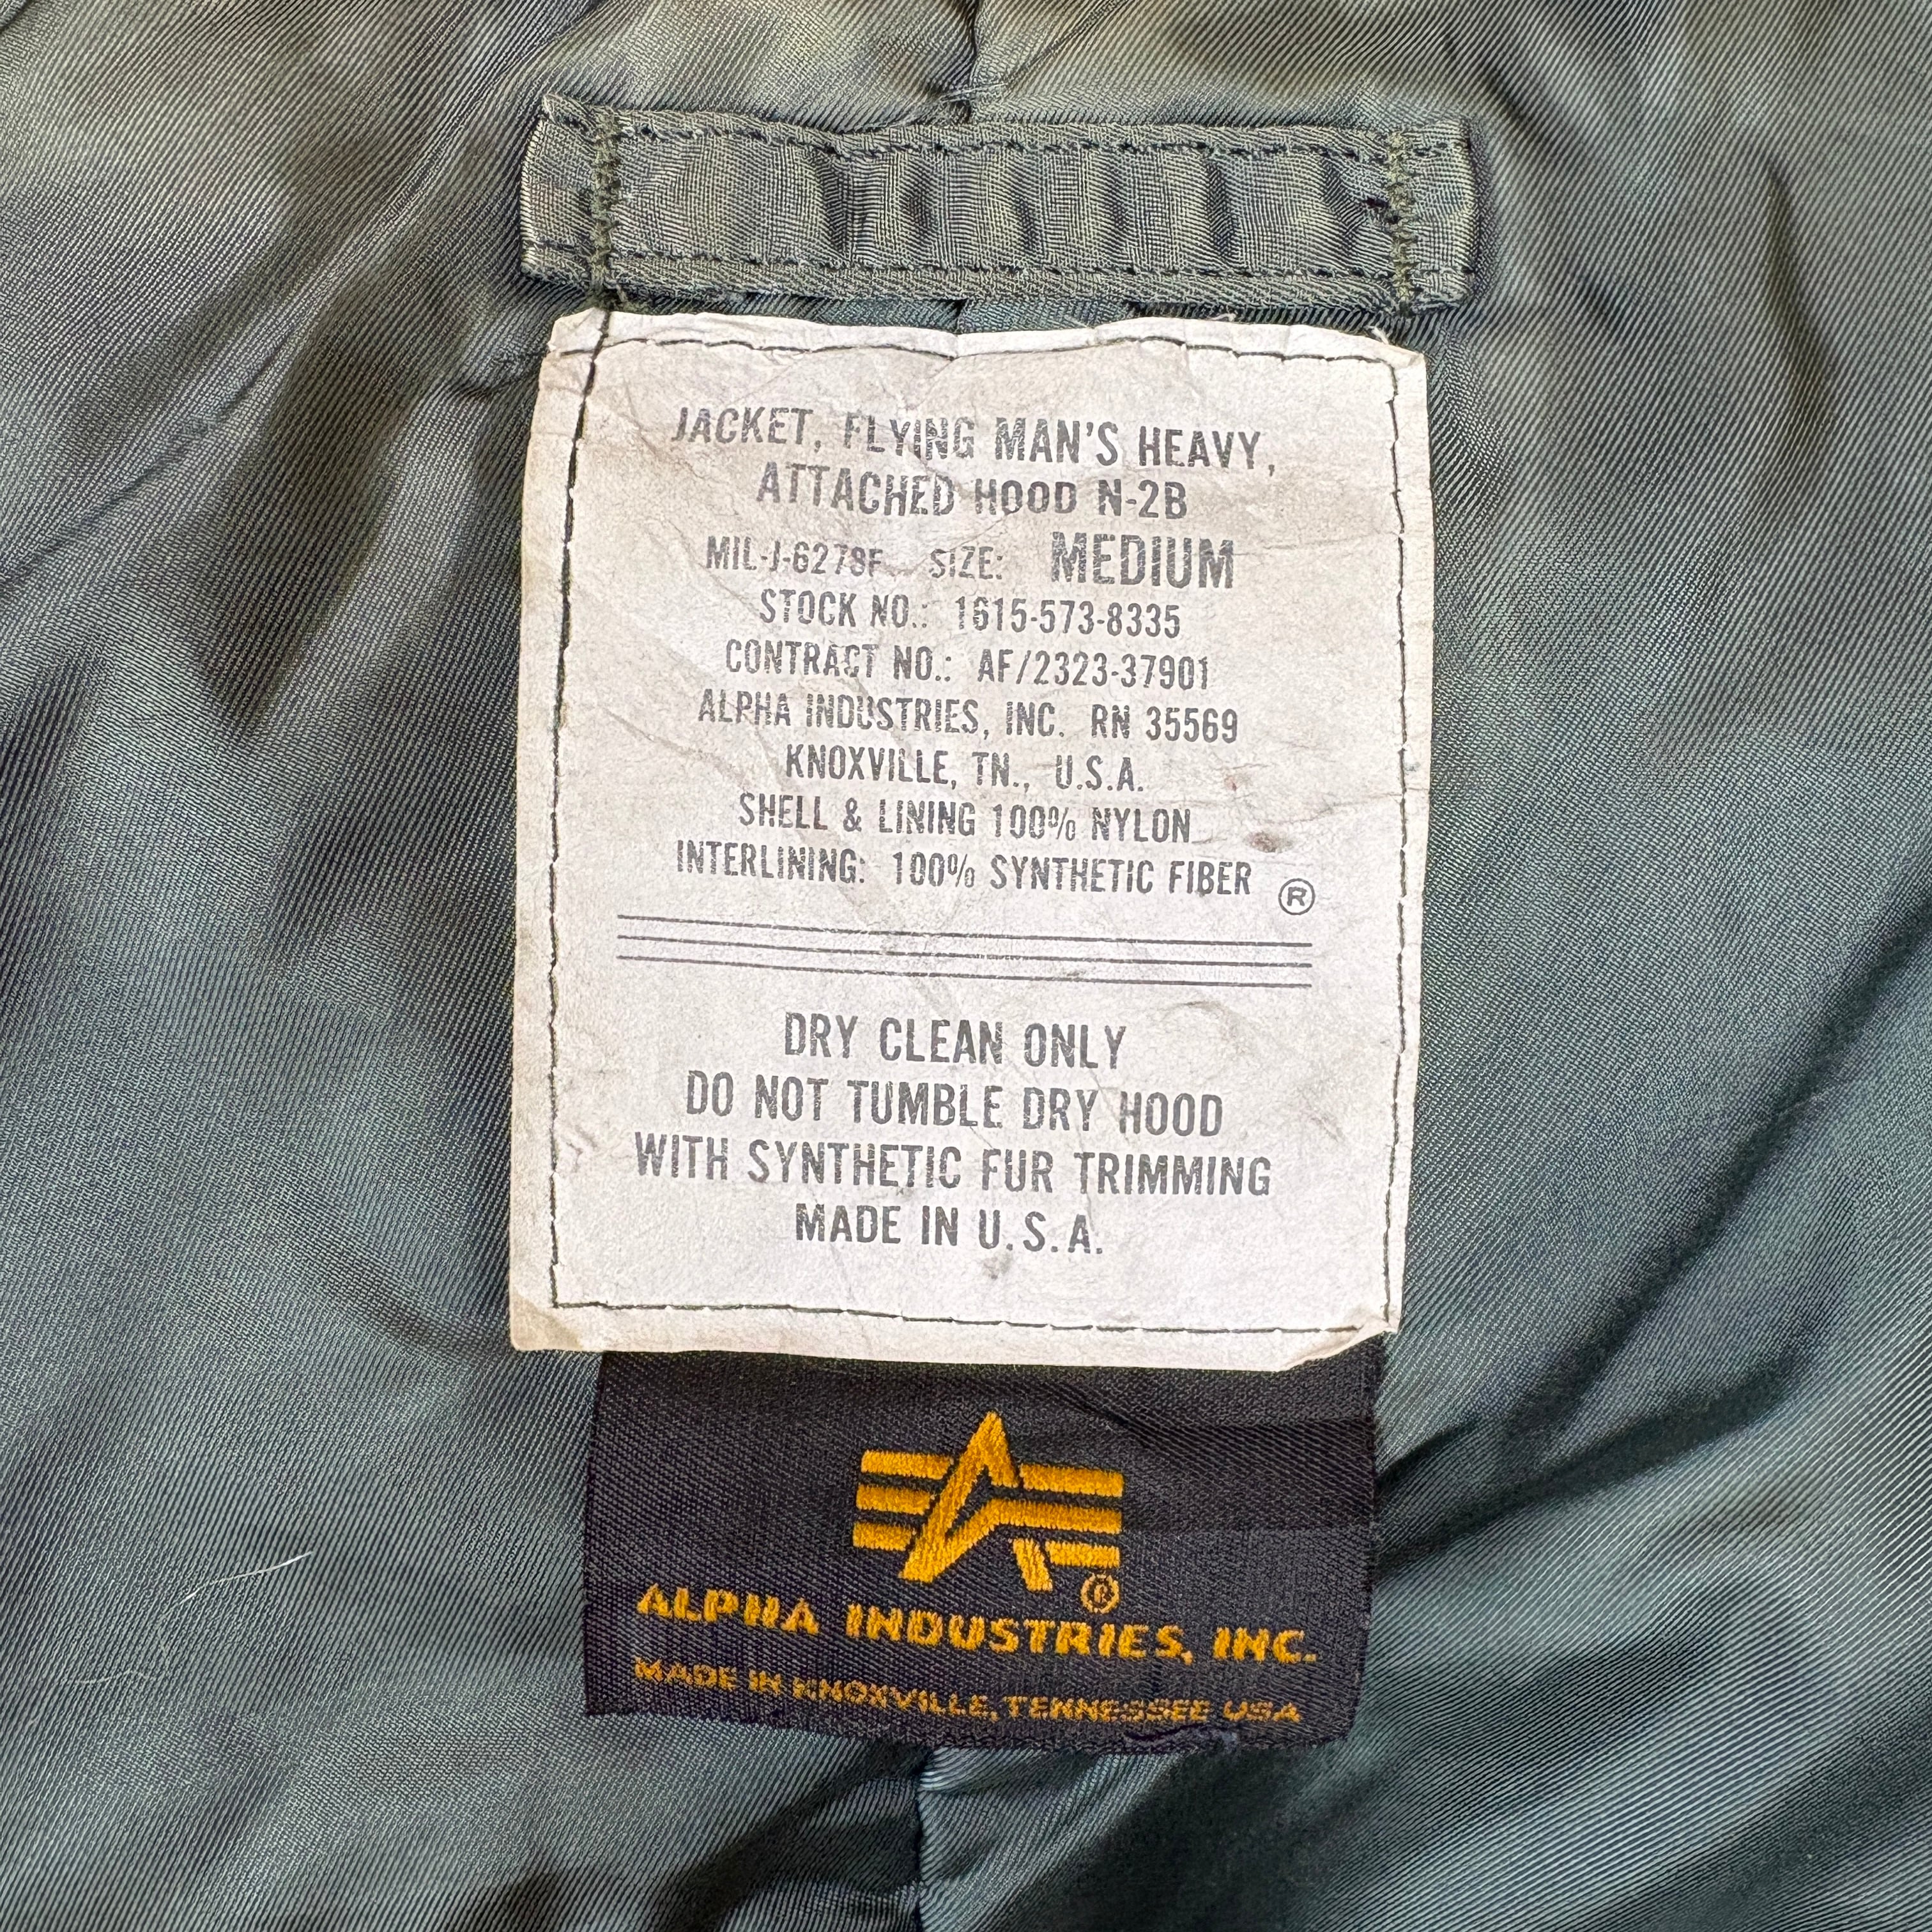 JACKET, FLYING MAN'S HEAVY,
ATTACHED HOOD N-2B
MIL-J-6279F SIZE: MEDIUM
STOCK NO.: 1615-573-8335
CONTRACT NO.: AF/2323-37901
ALPHA INDUSTRIES, INC. RN 35569
KNOXVILLE, TN., U.S.A.
SHELL & LINING 100% NYLON
INTERLINING: 100% SYNTHETIC FIBER ®
DRY CLEAN ONLY
DO NOT TUMBLE DRY HOOD
WITH SYNTHETIC FUR TRIMMING
MADE IN U.S.A.
®
ALPHA INDUSTRIES, INC.
MADE IN KNOXVILLE, TENNESSEE USA